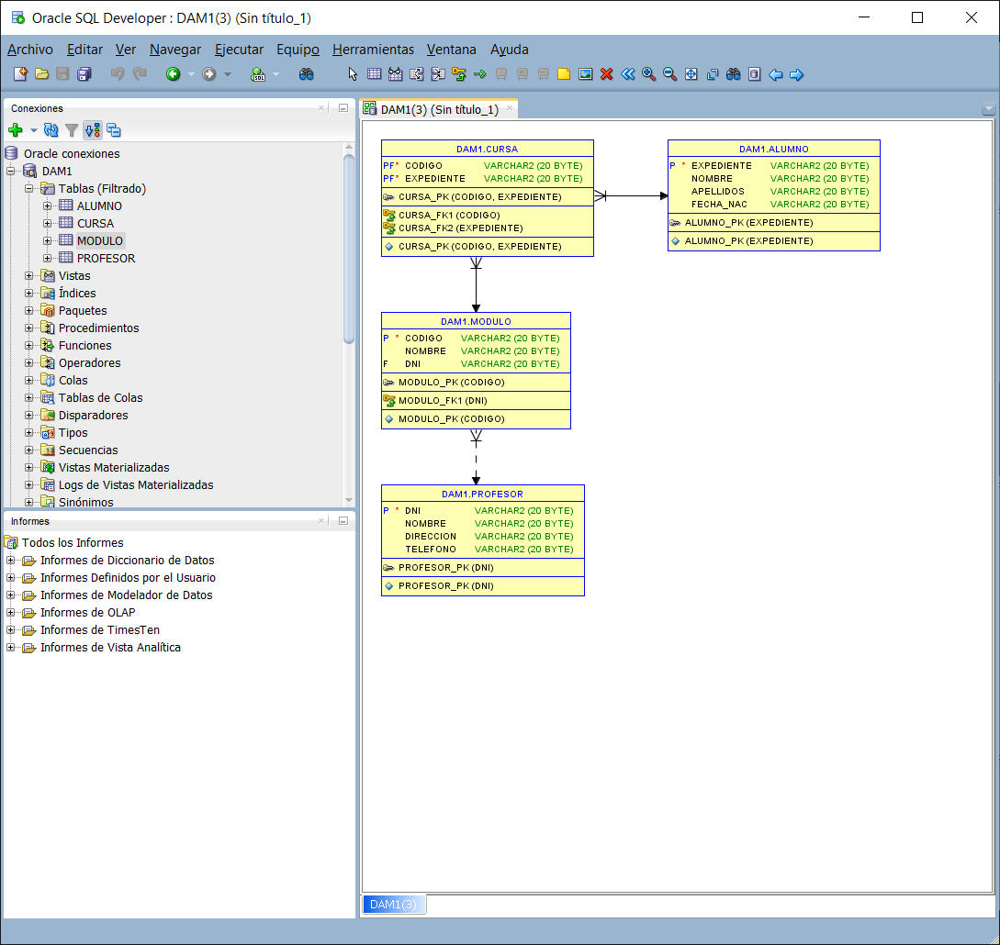 Oracle SQL Developer : DAM1(3) (Sin título_1)
Archivo Editar Ver Navegar Ejecutar Equipo Herramientas Ventana Ayuda
SQL
Conexiones
Oracle conexiones
DAM1
Tablas (Filtrado)
ALUMNO
CURSA
MODULO
PROFESOR
Vistas
Índices
Paquetes
Procedimientos
Funciones
Operadores
Colas
Tablas de Colas
Disparadores
Tipos
Secuencias
Vistas Materializadas
Logs de Vistas Materializadas
Sinónimos
Informes
Todos los Informes
Informes de Diccionario de Datos
Informes Definidos por el Usuario
Informes de Modelador de Datos
Informes de OLAP
Informes de TimesTen
Informes de Vista Analítica
DAM1(3) (Sin título_1)
DAM1.CURSA
PF* CODIGO VARCHAR2 (20 BYTE)
PF* EXPEDIENTE VARCHAR2 (20 BYTE)
CURSA_PK (CODIGO, EXPEDIENTE)
CURSA_FK1 (CODIGO)
CURSA_FK2 (EXPEDIENTE)
CURSA_PK (CODIGO, EXPEDIENTE)
DAM1.ALUMNO
P * EXPEDIENTE VARCHAR2 (20 BYTE)
NOMBRE VARCHAR2 (20 BYTE)
APELLIDOS VARCHAR2 (20 BYTE)
FECHA_NAC VARCHAR2 (20 BYTE)
ALUMNO_PK (EXPEDIENTE)
ALUMNO_PK (EXPEDIENTE)
DAM1.MODULO
P * CODIGO VARCHAR2 (20 BYTE)
NOMBRE VARCHAR2 (20 BYTE)
F DNI VARCHAR2 (20 BYTE)
MODULO_PK (CODIGO)
MODULO_FK1 (DNI)
MODULO_PK (CODIGO)
DAM1.PROFESOR
P * DNI VARCHAR2 (20 BYTE)
NOMBRE VARCHAR2 (20 BYTE)
DIRECCION VARCHAR2 (20 BYTE)
TELEFONO VARCHAR2 (20 BYTE)
PROFESOR_PK (DNI)
PROFESOR_PK (DNI)
DAM1(3)